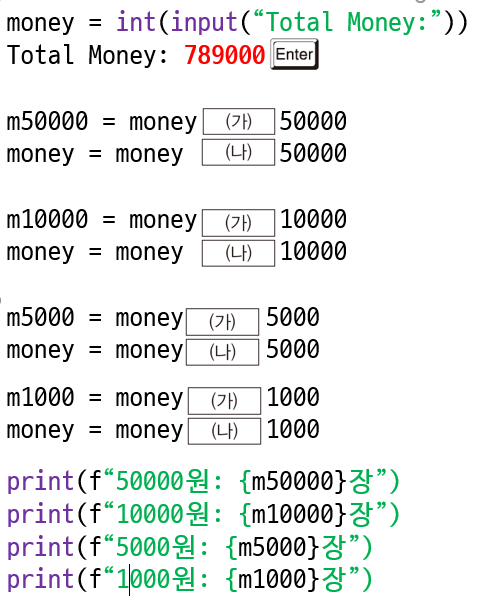 money = int(input(“Total Money:”))
Total Money: 789000 Enter
m50000 = money (가) 50000
money = money (나) 50000
m10000 = money (가) 10000
money = money (나) 10000
m5000 = money (가) 5000
money = money (나) 5000
m1000 = money (가) 1000
money = money (나) 1000
print(f“50000원: {m50000}장”)
print(f“10000원: {m10000}장”)
print(f“5000원: {m5000}장”)
print(f“1000원: {m1000}장”)